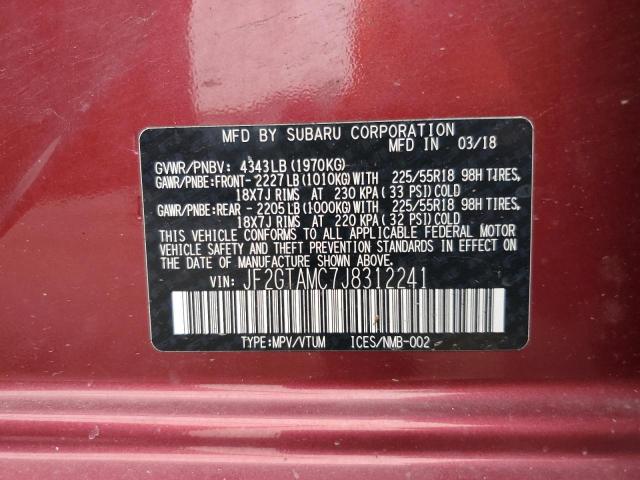 MFD BY SUBARU CORPORATION
MFD IN 03/18
GVWR/PNBV: 4343LB (1970KG)
GAWR/PNBE:FRONT-2227LB (1010KG)WITH 225/55R18 98H TIRES,
18X7J RIMS AT 230 KPA (33 PSI)COLD
GAWR/PNBE:REAR -2205LB (1000KG)WITH 225/55R18 98H TIRES,
18X7J RIMS AT 220 KPA (32 PSI)COLD
THIS VEHICLE CONFORMS TO ALL APPLICABLE FEDERAL MOTOR
VEHICLE SAFETY AND THEFT PREVENTION STANDARDS IN EFFECT ON
THE DATE OF MANUFACTURE SHOWN ABOVE.
VIN: JF2GTAMC7J8312241
TYPE:MPV/VTUM ICES/NMB-002